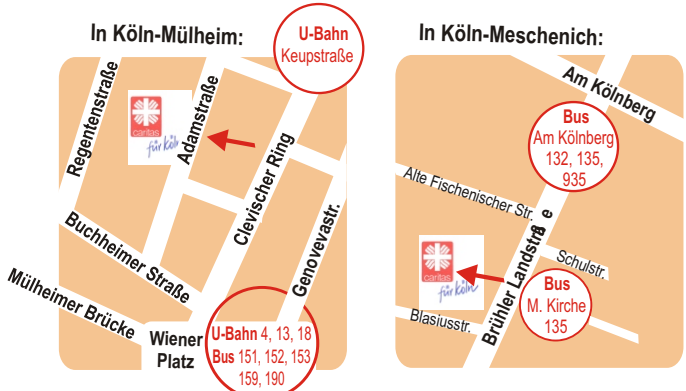 In Köln-Mülheim:
U-Bahn
Keupstraße
Regentenstraße
Adamstraße
caritas
für Köln
Clevischer Ring
Genovevastr.
Buchheimer Straße
Mülheimer Brücke
Wiener
Platz
U-Bahn 4, 13, 18
Bus 151, 152, 153
159, 190
In Köln-Meschenich:
Am Kölnberg
Bus
Am Kölnberg
132, 135,
935
Alte Fischenischer Str.
Brühler Landstraße
Schulstr.
caritas
für Köln
Bus
M. Kirche
135
Blasiusstr.